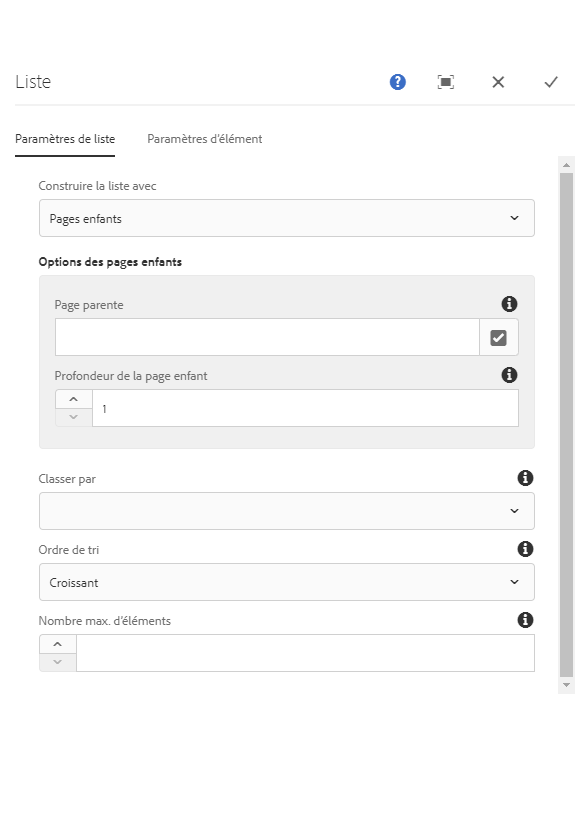 Liste
Paramètres de liste
Paramètres d'élément
Construire la liste avec
Pages enfants
Options des pages enfants
Page parente
Profondeur de la page enfant
1
Classer par
Ordre de tri
Croissant
Nombre max. d'éléments